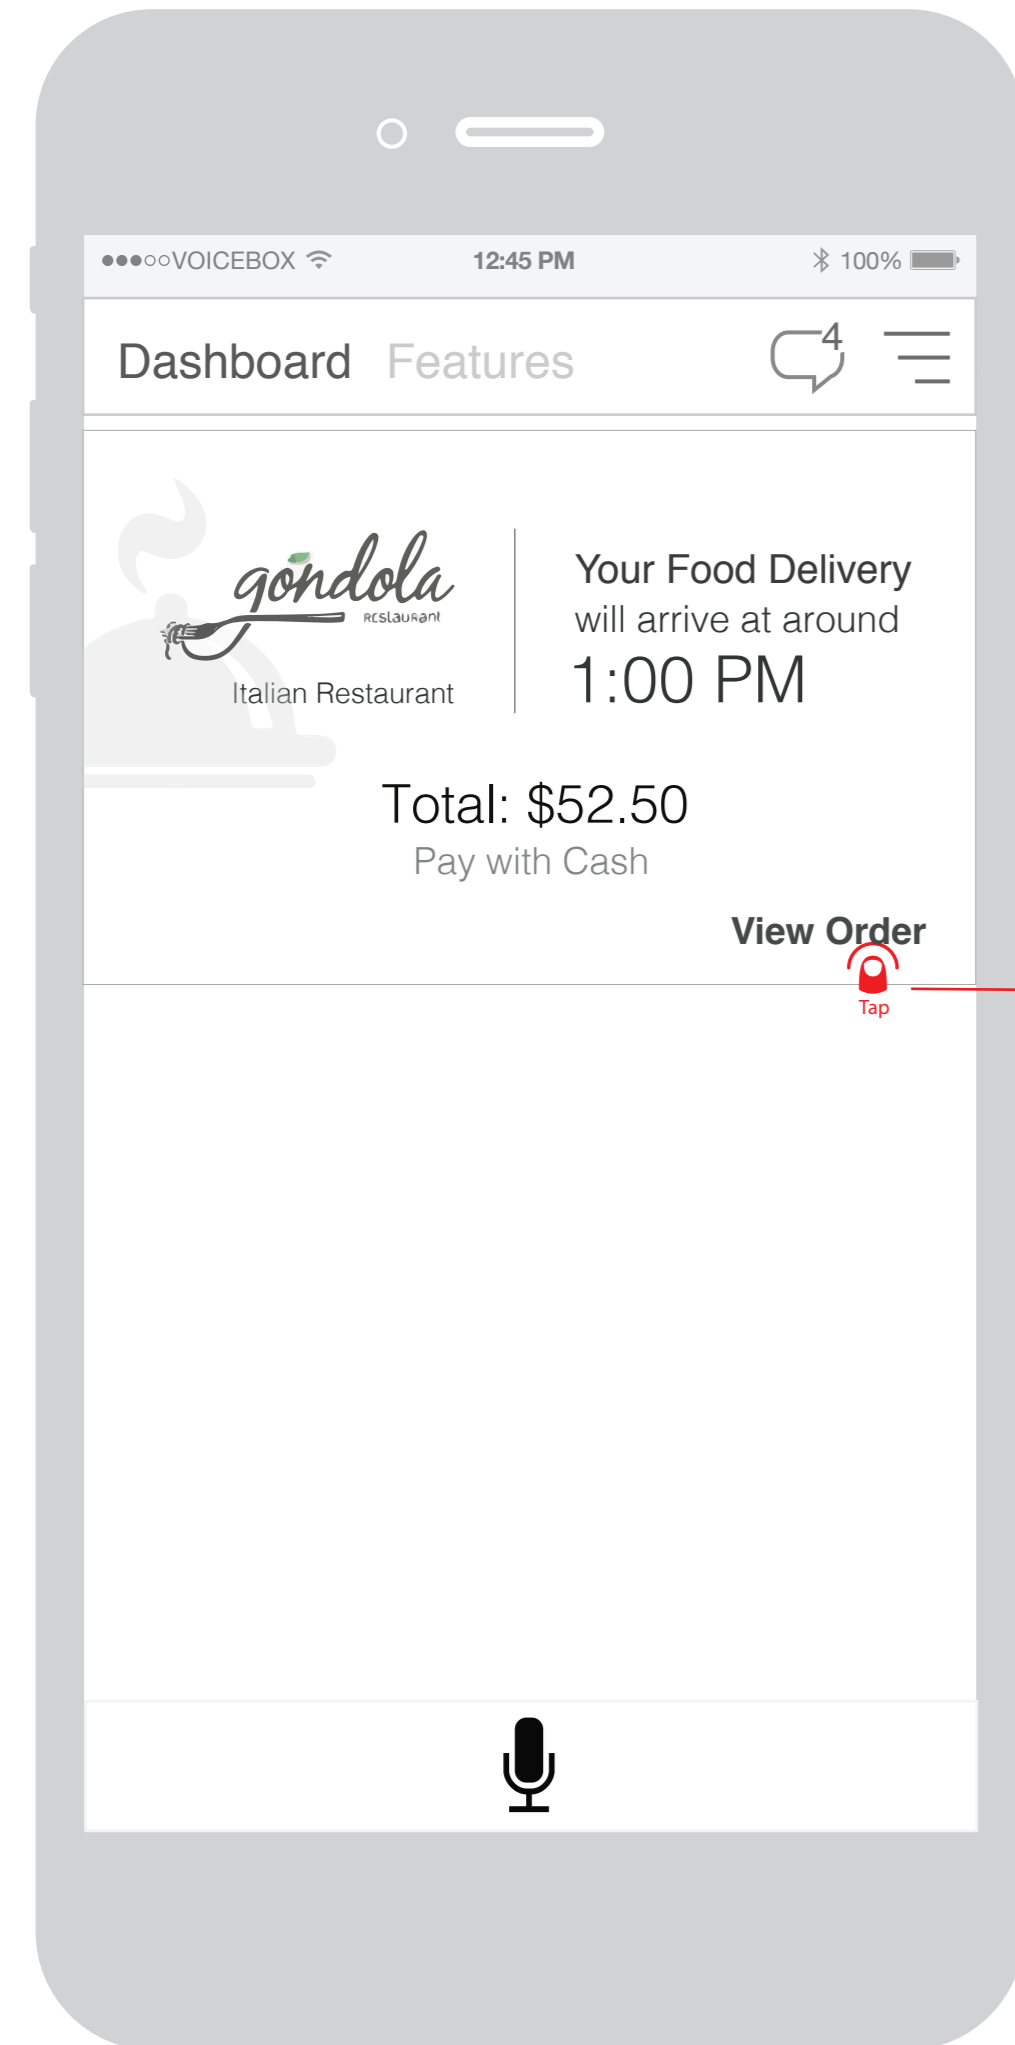 VOICEBOX 12:45 PM 100%
Dashboard Features 4
gondola
RESTAURANT
Italian Restaurant
Your Food Delivery
will arrive at around
1:00 PM
Total: $52.50
Pay with Cash
View Order
Tap